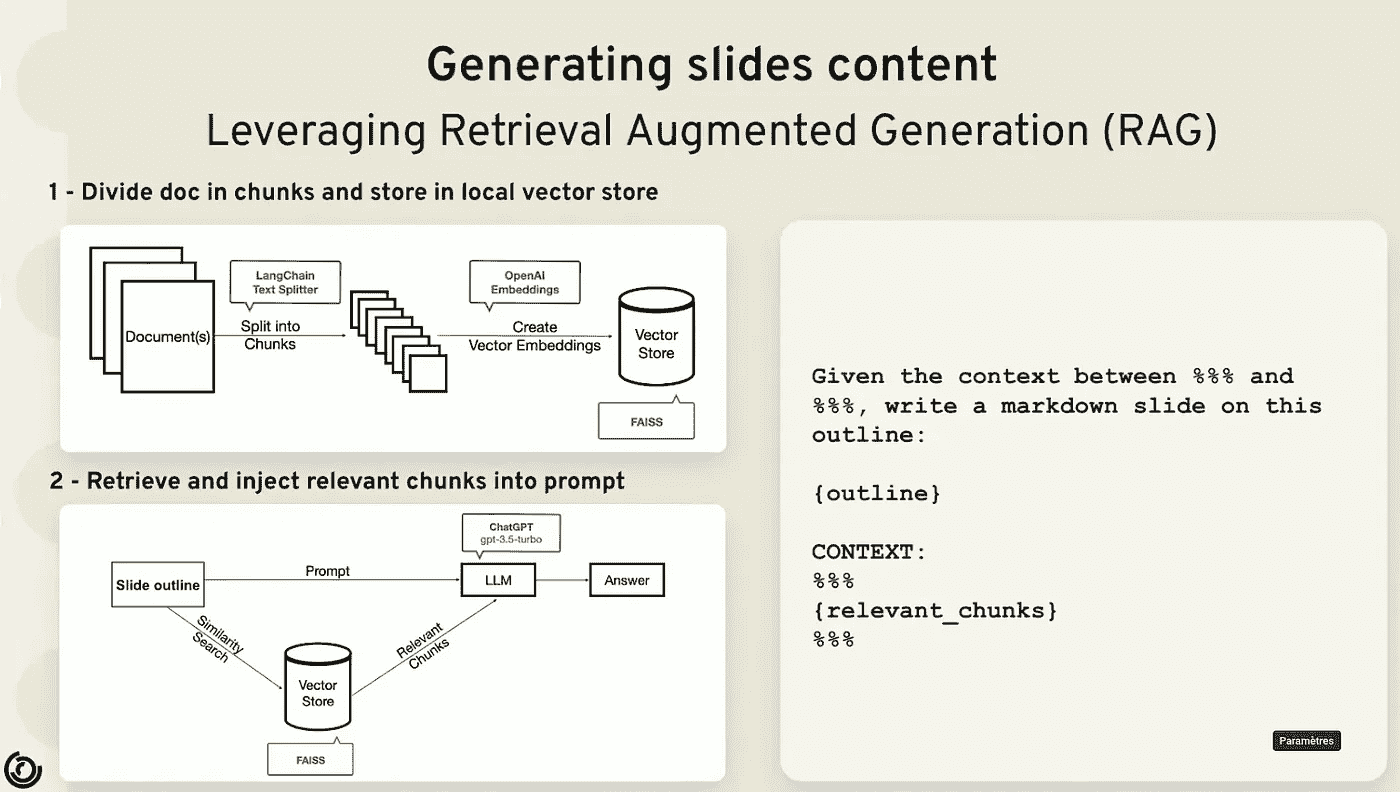 Generating slides content
Leveraging Retrieval Augmented Generation (RAG)
1 - Divide doc in chunks and store in local vector store
Document(s)
LangChain
Text Splitter
Split into
Chunks
OpenAI
Embeddings
Create
Vector Embeddings
Vector
Store
FAISS
2 - Retrieve and inject relevant chunks into prompt
Slide outline
Prompt
ChatGPT
gpt-3.5-turbo
LLM
Answer
Similarity
Search
Vector
Store
Relevant
Chunks
FAISS
Given the context between %%% and
%%%, write a markdown slide on this
outline:
{outline}
CONTEXT:
%%%
{relevant_chunks}
%%%
Paramètres